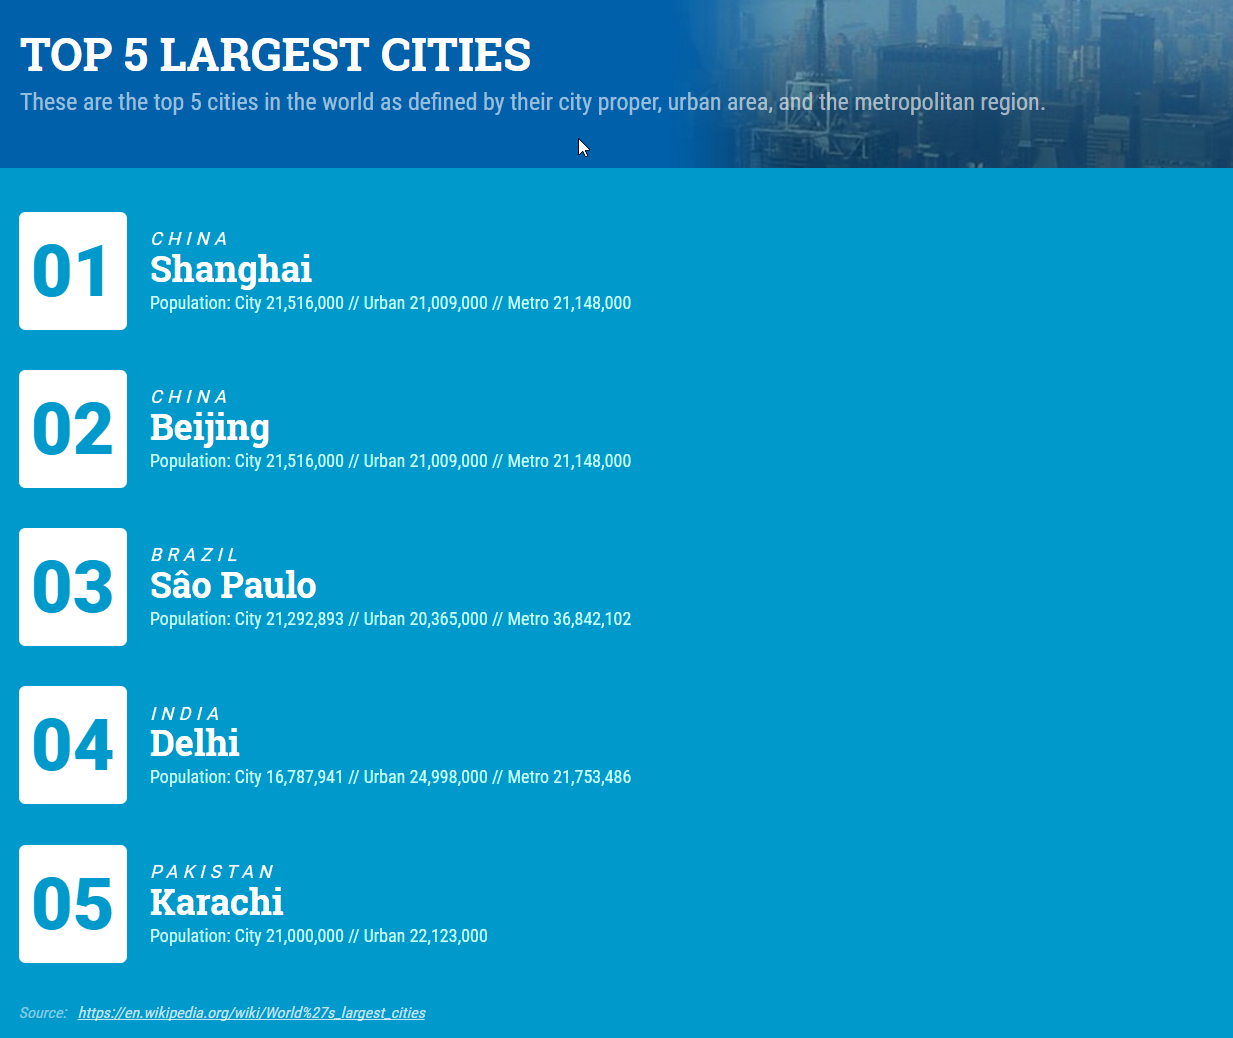 TOP 5 LARGEST CITIES
These are the top 5 cities in the world as defined by their city proper, urban area, and the metropolitan region.
01
CHINA
Shanghai
Population: City 21,516,000 // Urban 21,009,000 // Metro 21,148,000
02
CHINA
Beijing
Population: City 21,516,000 // Urban 21,009,000 // Metro 21,148,000
03
BRAZIL
Sâo Paulo
Population: City 21,292,893 // Urban 20,365,000 // Metro 36,842,102
04
INDIA
Delhi
Population: City 16,787,941 // Urban 24,998,000 // Metro 21,753,486
05
PAKISTAN
Karachi
Population: City 21,000,000 // Urban 22,123,000
Source: https://en.wikipedia.org/wiki/World%27s_largest_cities